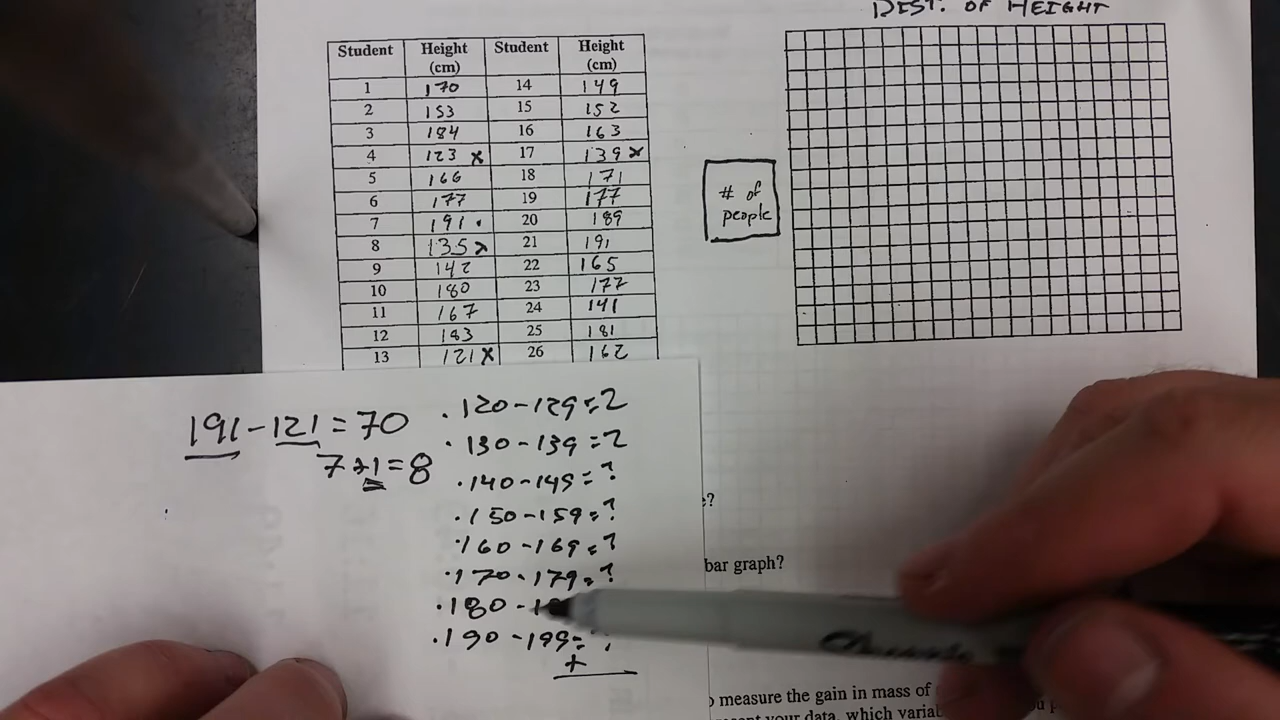 DIST. OF HEIGHT
Student Height (cm) Student Height (cm)
1 170 14 149
2 153 15 152
3 184 16 163
4 123 x 17 139 x
5 166 18 171
6 177 19 177
7 191 . 20 189
8 135 x 21 191
9 142 22 165
10 180 23 177
11 167 24 141
12 183 25 181
13 121 x 26 162
# of
people
191-121=70
7+1=8
.120-129=2
.130-139=2
.140-149=?
.150-159=?
.160-169=?
.170-179=?
.180-
.190-199=?
+
?
bar graph?
measure the gain in mass of
your data, which